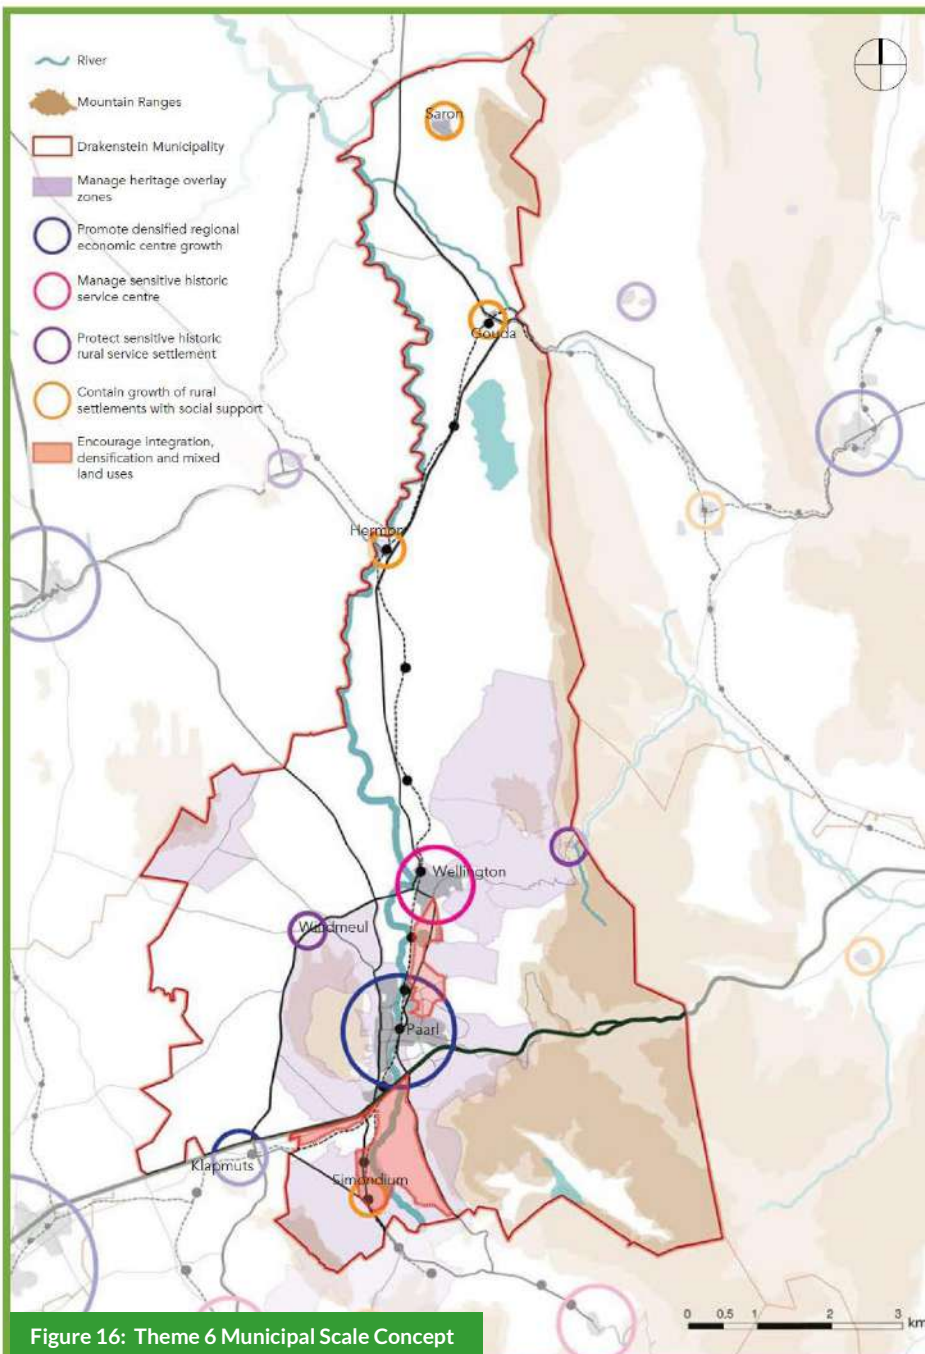 River
Mountain Ranges
Drakenstein Municipality
Manage heritage overlay
zones
Promote densified regional
economic centre growth
Manage sensitive historic
service centre
Protect sensitive historic
rural service settlement
Contain growth of rural
settlements with social support
Encourage integration,
densification and mixed
land uses
Saron
Gouda
Hermon
Wellington
Windmeul
Paarl
Klapmuts
Simondium
0 0.5 1 2 3
km
Figure 16: Theme 6 Municipal Scale Concept